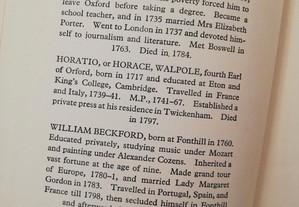 poverty forced him to
leave Oxford before taking a degree. Became a
school teacher, and in 1735 married Mrs Elizabeth
Porter. Went to London in 1737 and devoted him-
self to journalism and literature. Met Boswell in
1763. Died in 1784.
HORATIO, or HORACE, WALPOLE, fourth Earl
of Orford, born in 1717 and educated at Eton and
King's College, Cambridge. Travelled in France
and Italy, 1739–41. M.P., 1741–67. Established a
private press at his residence in Twickenham. Died
in 1797.
WILLIAM BECKFORD, born at Fonthill in 1760.
Educated privately, studying music under Mozart
and painting under Alexander Cozens. Inherited a
vast fortune at the age of nine. Made grand tour
of Europe, 1780–1, and married Lady Margaret
Gordon in 1783. Travelled in Portugal, Spain, and
France till 1798, then secluded himself in Fonthill
and afterwards